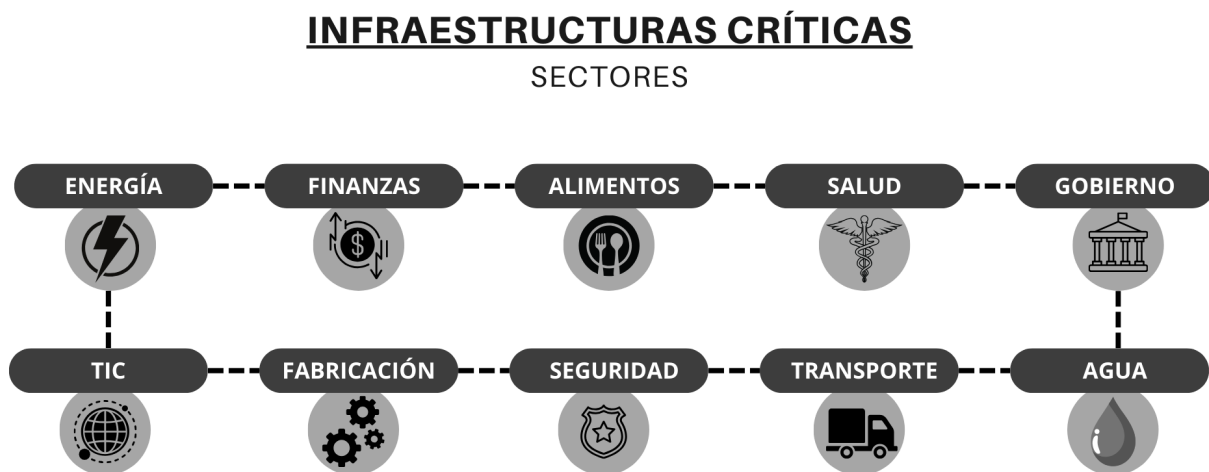 INFRAESTRUCTURAS CRÍTICAS
SECTORES
ENERGÍA
FINANZAS
ALIMENTOS
SALUD
GOBIERNO
$
TIC
FABRICACIÓN
SEGURIDAD
TRANSPORTE
AGUA